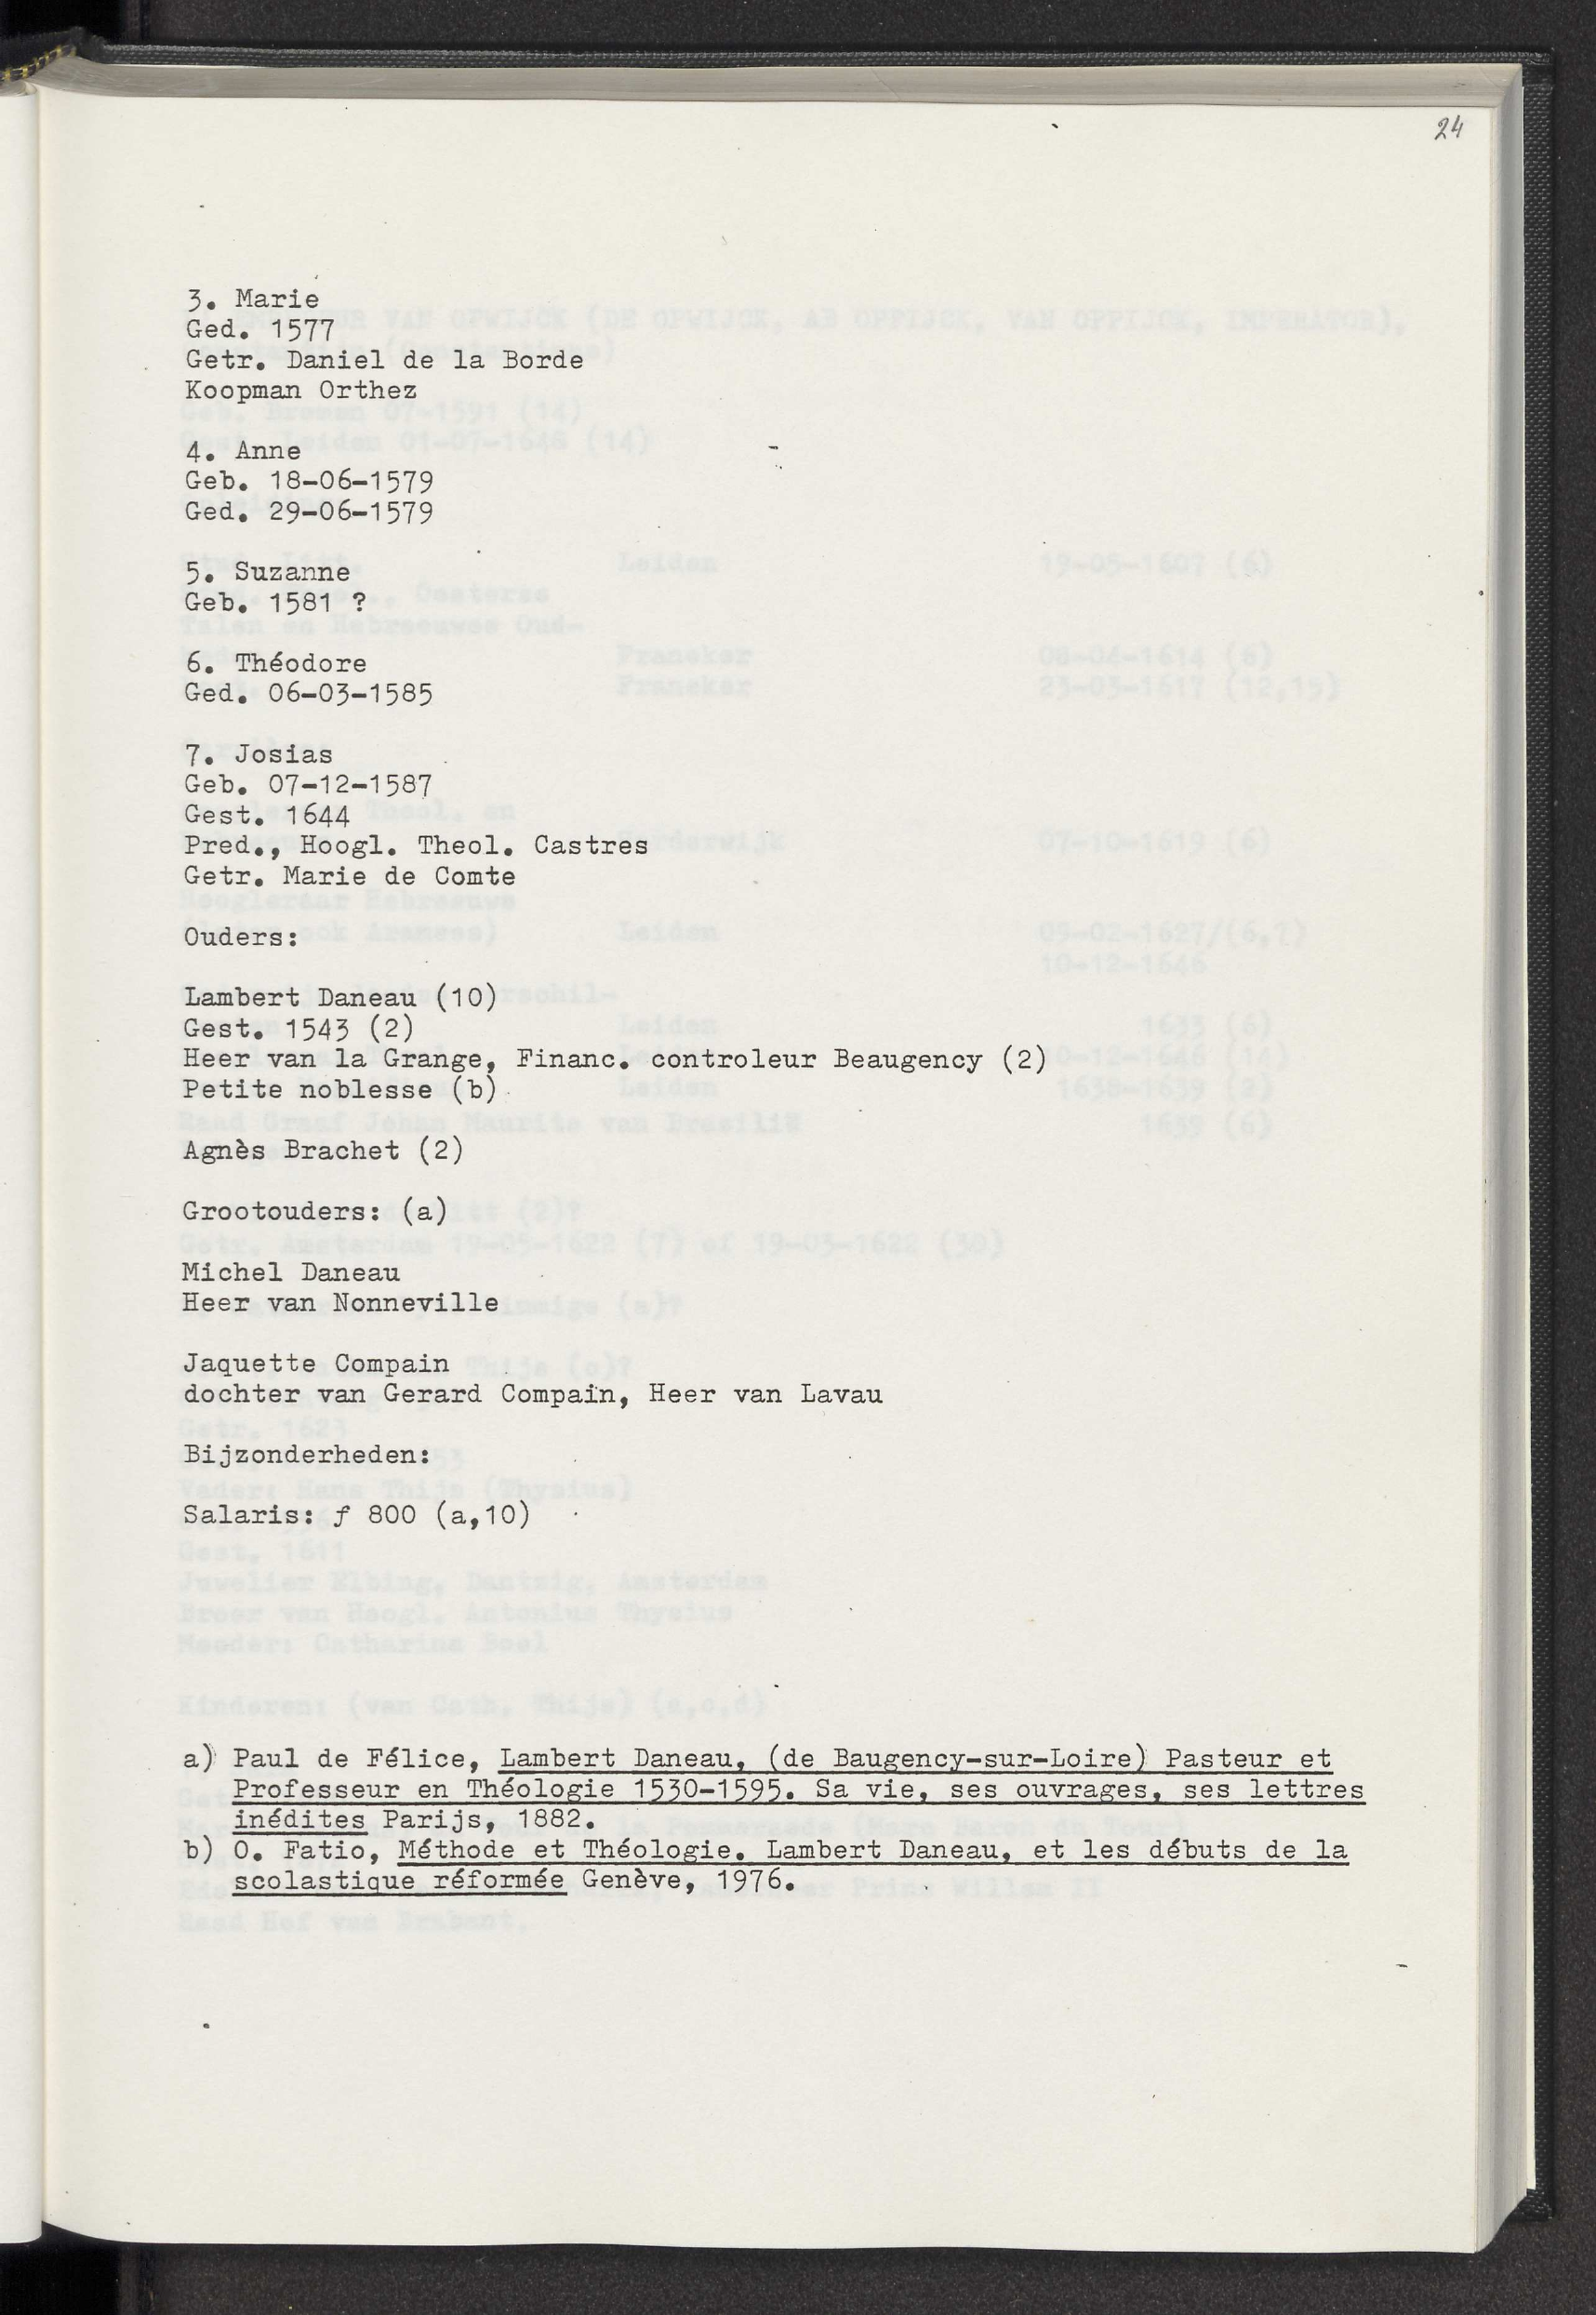 24
3. Marie
Ged. 1577
Getr. Daniel de la Borde
Koopman Orthez
4. Anne
Geb. 18-06-1579
Ged. 29-06-1579
5. Suzanne
Geb. 1581 ?
6. Théodore
Ged. 06-03-1585
7. Josias
Geb. 07-12-1587
Gest. 1644
Pred., Hoogl. Theol. Castres
Getr. Marie de Comte
Ouders:
Lambert Daneau (10)
Gest. 1543 (2)
Heer van la Grange, Financ. controleur Beaugency (2)
Petite noblesse (b)
Agnès Brachet (2)
Grootouders: (a)
Michel Daneau
Heer van Nonneville
Jaquette Compain
dochter van Gerard Compain, Heer van Lavau
Bijzonderheden:
Salaris: ƒ 800 (a,10)
a) Paul de Félice, Lambert Daneau, (de Baugency-sur-Loire) Pasteur et
Professeur en Théologie 1530-1595. Sa vie, ses ouvrages, ses lettres
inédites Parijs, 1882.
b) O. Fatio, Méthode et Théologie. Lambert Daneau, et les débuts de la
scolastique réformée Genève, 1976.